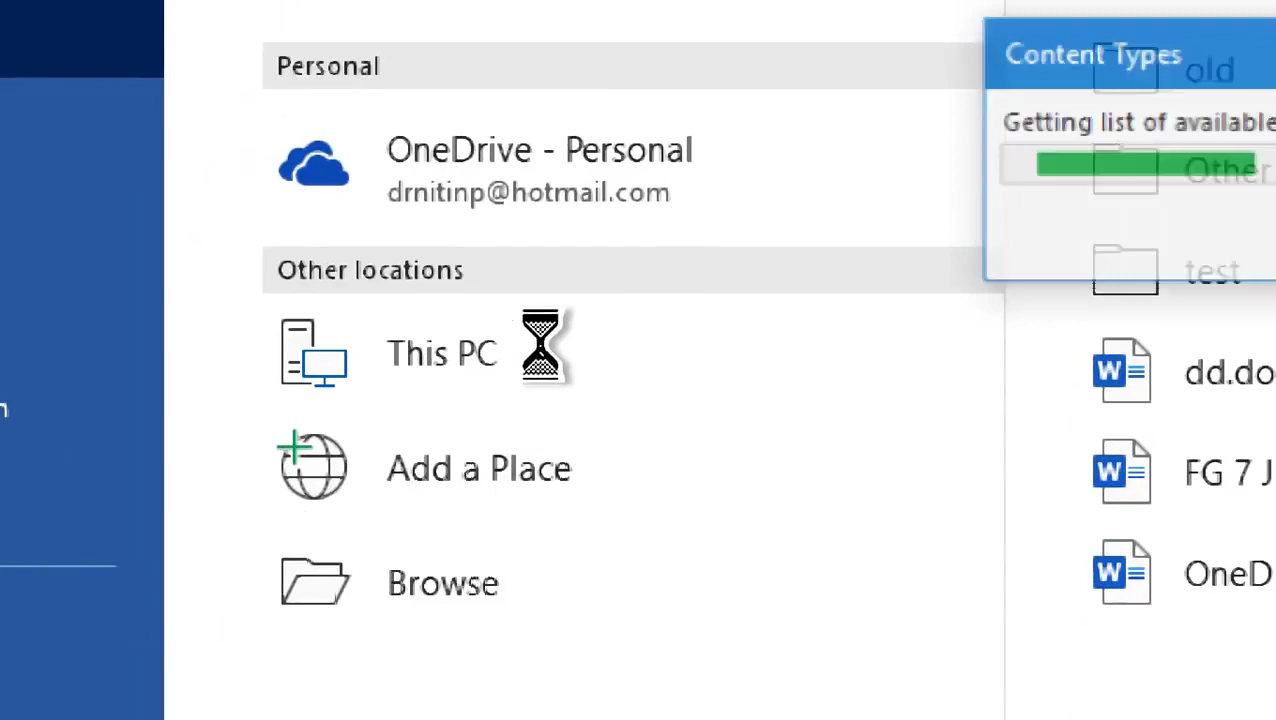 Personal
OneDrive - Personal
drnitinp@hotmail.com
Other locations
This PC
Add a Place
Browse
Content Types
Getting list of available
old
Other
test
dd.do
FG 7 J
OneD
W
W
W
n